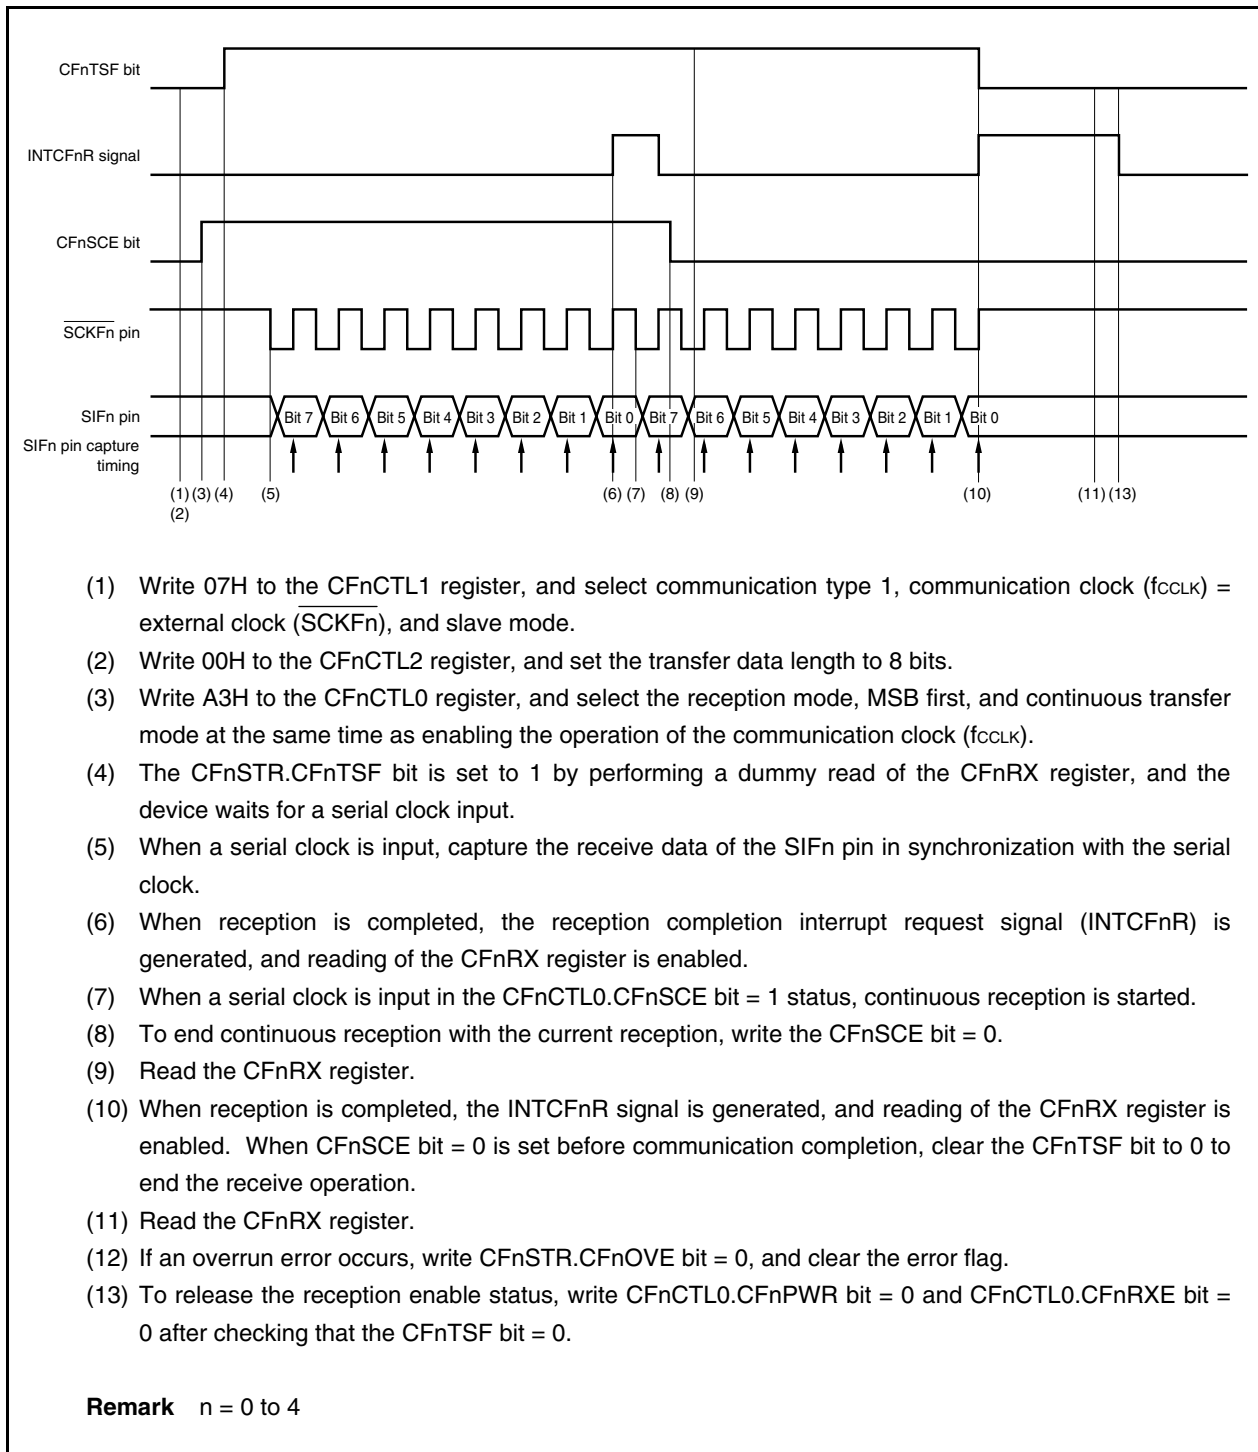 CFnTSF bit
INTCFnR signal
CFnSCE bit
SCKFn pin
SIFn pin
Bit 7 Bit 6 Bit 5 Bit 4 Bit 3 Bit 2 Bit 1 Bit 0 Bit 7 Bit 6 Bit 5 Bit 4 Bit 3 Bit 2 Bit 1 Bit 0
SIFn pin capture
timing
(1) (3) (4) (5) (6) (7) (8) (9) (10) (11) (13)
(2)
(1) Write 07H to the CFnCTL1 register, and select communication type 1, communication clock (fCCLK) =
external clock (SCKFn), and slave mode.
(2) Write 00H to the CFnCTL2 register, and set the transfer data length to 8 bits.
(3) Write A3H to the CFnCTL0 register, and select the reception mode, MSB first, and continuous transfer
mode at the same time as enabling the operation of the communication clock (fCCLK).
(4) The CFnSTR.CFnTSF bit is set to 1 by performing a dummy read of the CFnRX register, and the
device waits for a serial clock input.
(5) When a serial clock is input, capture the receive data of the SIFn pin in synchronization with the serial
clock.
(6) When reception is completed, the reception completion interrupt request signal (INTCFnR) is
generated, and reading of the CFnRX register is enabled.
(7) When a serial clock is input in the CFnCTL0.CFnSCE bit = 1 status, continuous reception is started.
(8) To end continuous reception with the current reception, write the CFnSCE bit = 0.
(9) Read the CFnRX register.
(10) When reception is completed, the INTCFnR signal is generated, and reading of the CFnRX register is
enabled. When CFnSCE bit = 0 is set before communication completion, clear the CFnTSF bit to 0 to
end the receive operation.
(11) Read the CFnRX register.
(12) If an overrun error occurs, write CFnSTR.CFnOVE bit = 0, and clear the error flag.
(13) To release the reception enable status, write CFnCTL0.CFnPWR bit = 0 and CFnCTL0.CFnRXE bit =
0 after checking that the CFnTSF bit = 0.
Remark n = 0 to 4